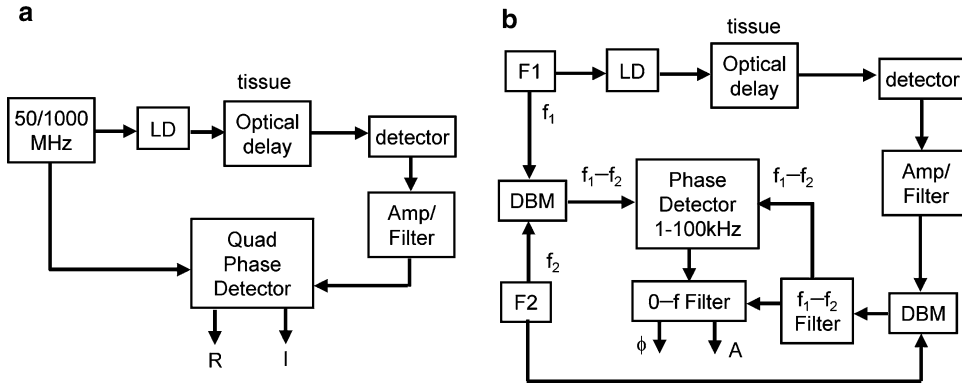 a
tissue
50/1000
MHz
LD
Optical
delay
detector
Amp/
Filter
Quad
Phase
Detector
R
I
b
tissue
F1
LD
Optical
delay
detector
f1
Amp/
Filter
DBM
f1–f2
Phase
Detector
1-100kHz
f1–f2
f2
F2
0–f Filter
f1–f2
Filter
DBM
ϕ
A